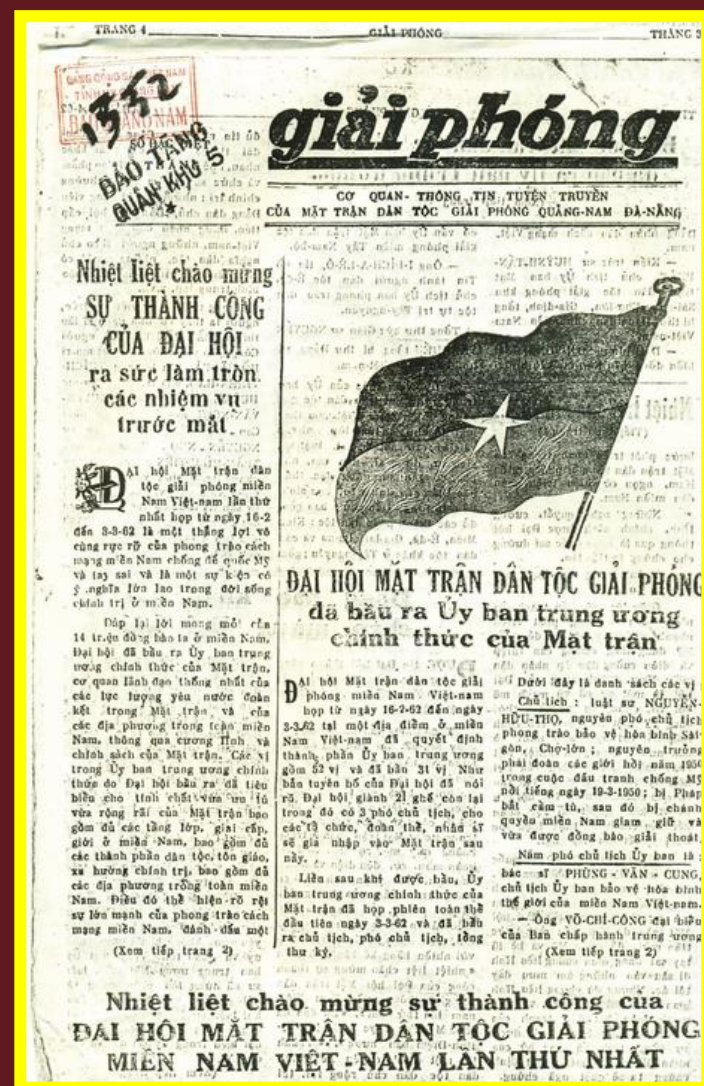 TRANG 4
GIẢI PHÓNG
THÁNG 3
1352
BẢO TÀNG
QUÂN KHU 5
giải phóng
CƠ QUAN THÔNG TIN TUYÊN TRUYỀN
CỦA MẶT TRẬN DÂN TỘC GIẢI PHÓNG QUẢNG-NAM ĐÀ-NẴNG
Nhiệt liệt chào mừng
SỰ THÀNH CÔNG
CỦA ĐẠI HỘI
ra sức làm tròn
các nhiệm vụ
trước mắt
ĐẠI hội Mặt trận dân
tộc giải phóng miền
Nam Việt-nam lần thứ
nhất họp từ ngày 16-2
đến 3-3-62 là một thắng lợi vô
cùng rực rỡ của phong trào cách
mạng miền Nam chống đế quốc Mỹ
và tay sai và là một sự kiện có
ý nghĩa lớn lao trong đời sống
chính trị ở miền Nam.
Đáp lại lời mong mỏi của
14 triệu đồng bào ta ở miền Nam,
Đại hội đã bầu ra Ủy ban trung
ương chính thức của Mặt trận,
cơ quan lãnh đạo thống nhất của
các lực lượng yêu nước đoàn
kết trong Mặt trận và của
các địa phương trong toàn miền
Nam, thông qua cương lĩnh và
chính sách của Mặt trận. Các vị
trong Ủy ban trung ương chính
thức do Đại hội bầu ra đã tiêu
biểu cho tính chất vừa ưu tú
vừa rộng rãi của Mặt trận bao
gồm đủ các tầng lớp, giai cấp,
giới ở miền Nam, bao gồm đủ
các thành phần dân tộc, tôn giáo,
xu hướng chính trị, bao gồm đủ
các địa phương trong toàn miền
Nam. Điều đó thể hiện rõ rệt
sự lớn mạnh của phong trào cách
mạng miền Nam, đánh dấu một
(Xem tiếp trang 2)
ĐẠI HỘI MẶT TRẬN DÂN TỘC GIẢI PHÓNG
đã bầu ra Ủy ban trung ương
chính thức của Mặt trận
ĐẠI hội Mặt trận dân tộc giải
phóng miền Nam Việt-nam
họp từ ngày 16-2-62 đến ngày
3-3-62 tại một địa điểm ở miền
Nam Việt-nam đã quyết định
thành phần Ủy ban trung ương
gồm 52 vị và đã bầu 31 vị. Như
bản tuyên bố của Đại hội đã nói
rõ, Đại hội giành 21 ghế còn lại
trong đó có 3 phó chủ tịch, cho
các tổ chức, đoàn thể, nhân sĩ
sẽ gia nhập vào Mặt trận sau
này.
Liền sau khi được bầu, Ủy
ban trung ương chính thức của
Mặt trận đã họp phiên toàn thể
đầu tiên ngày 3-3-62 và đã bầu
ra chủ tịch, phó chủ tịch, tổng
thư ký.
Dưới đây là danh sách các vị
Chủ tịch : luật sư NGUYỄN-
HỮU-THỌ, nguyên phó chủ tịch
phong trào bảo vệ hòa bình Sài-
gòn, Chợ-lớn ; nguyên trưởng
phái đoàn các giới hồi năm 1950
trong cuộc đấu tranh chống Mỹ
nổi tiếng ngày 19-3-1950 ; bị Pháp
bắt cầm tù, sau đó bị chánh
quyền miền Nam giam giữ và
vừa được đồng bào giải thoát.
Năm phó chủ tịch Ủy ban là :
bác sĩ PHÙNG - VĂN - CUNG,
chủ tịch Ủy ban bảo vệ hòa bình
thế giới của miền Nam Việt-nam.
— Ông VÕ-CHÍ-CÔNG đại biểu
của Ban chấp hành trung ương
(Xem tiếp trang 2)
Nhiệt liệt chào mừng sự thành công của
ĐẠI HỘI MẶT TRẬN DÂN TỘC GIẢI PHÓNG
MIỀN NAM VIỆT-NAM LẦN THỨ NHẤT